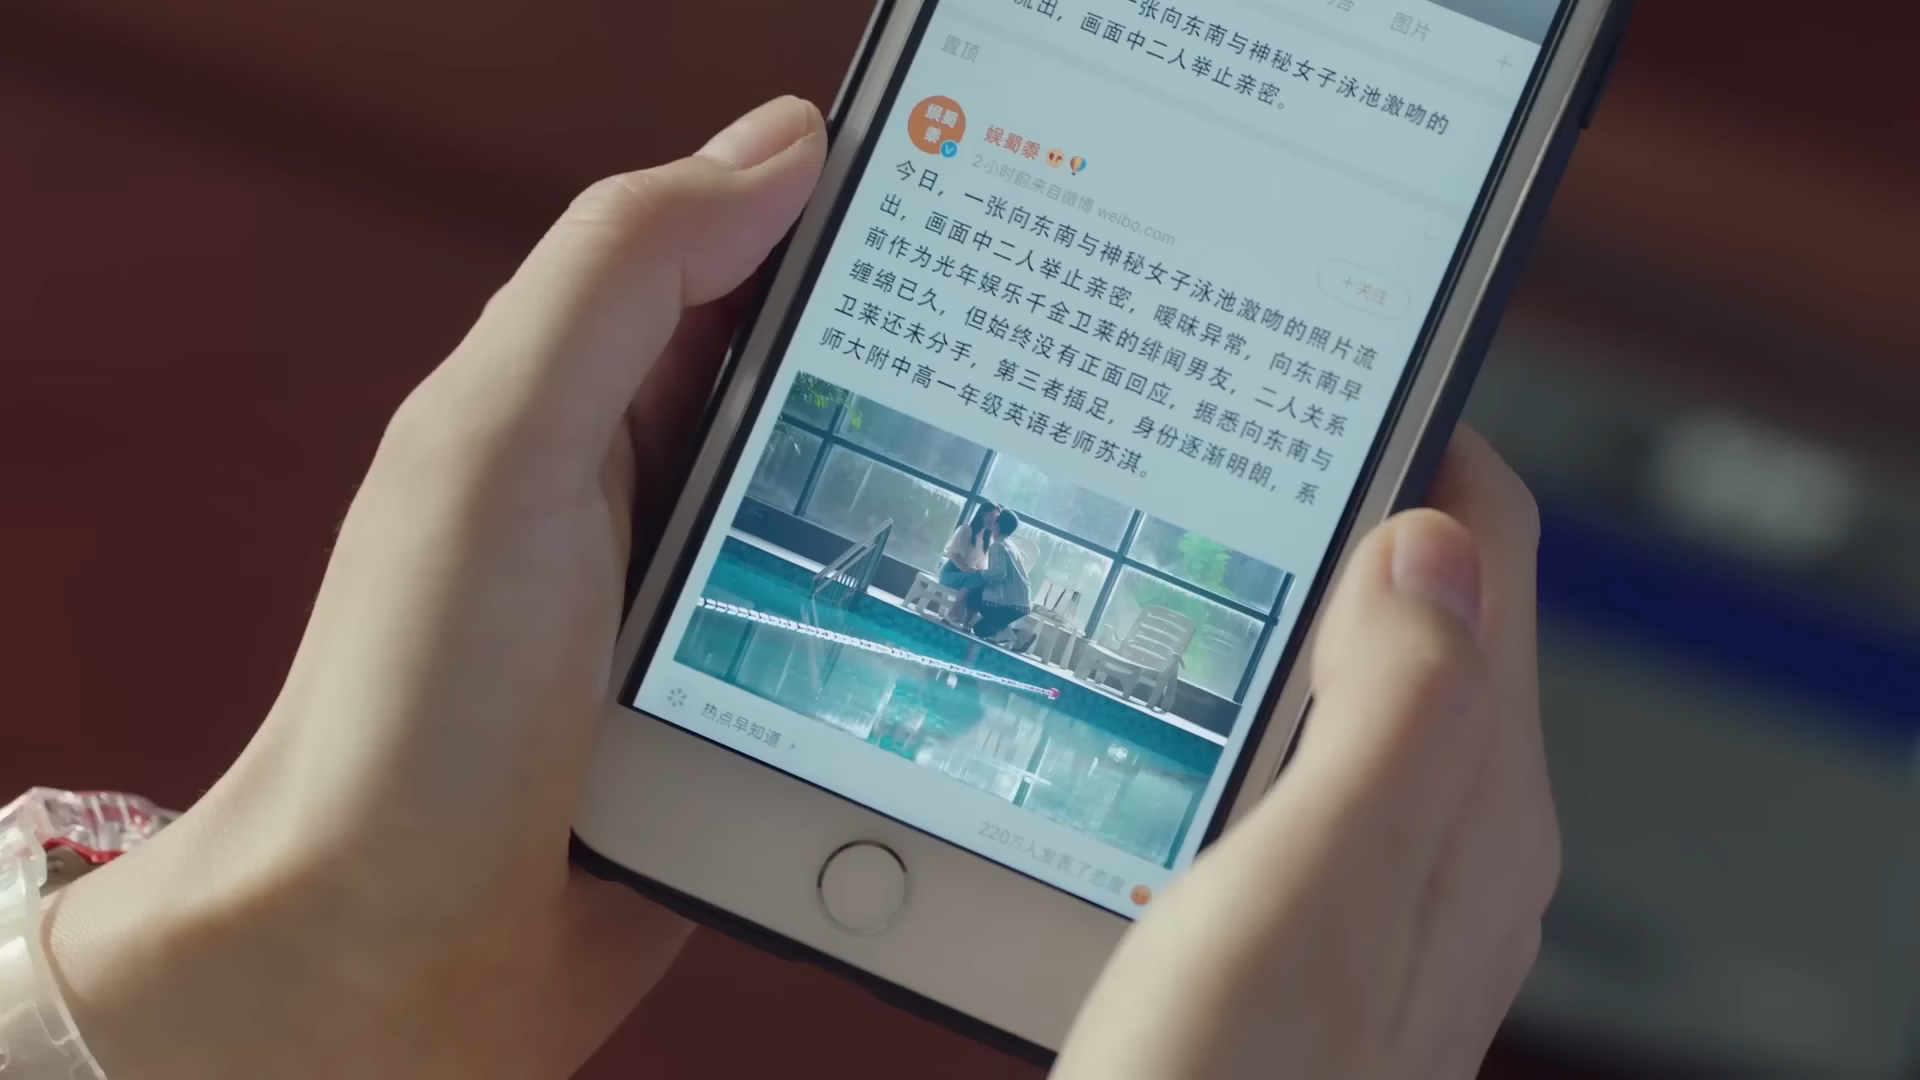 图片
一张向东南与神秘女子泳池激吻的
流出，画面中二人举止亲密。
置顶
娱蜀黍
娱蜀黍
2小时前来自微博 weibo.com
+关注
今日，一张向东南与神秘女子泳池激吻的照片流
出，画面中二人举止亲密，暧昧异常，向东南早
前作为光年娱乐千金卫莱的绯闻男友，二人关系
缠绵已久，但始终没有正面回应，据悉向东南与
卫莱还未分手，第三者插足，身份逐渐明朗，系
师大附中高一年级英语老师苏淇。
热点早知道
220万人发表了态度